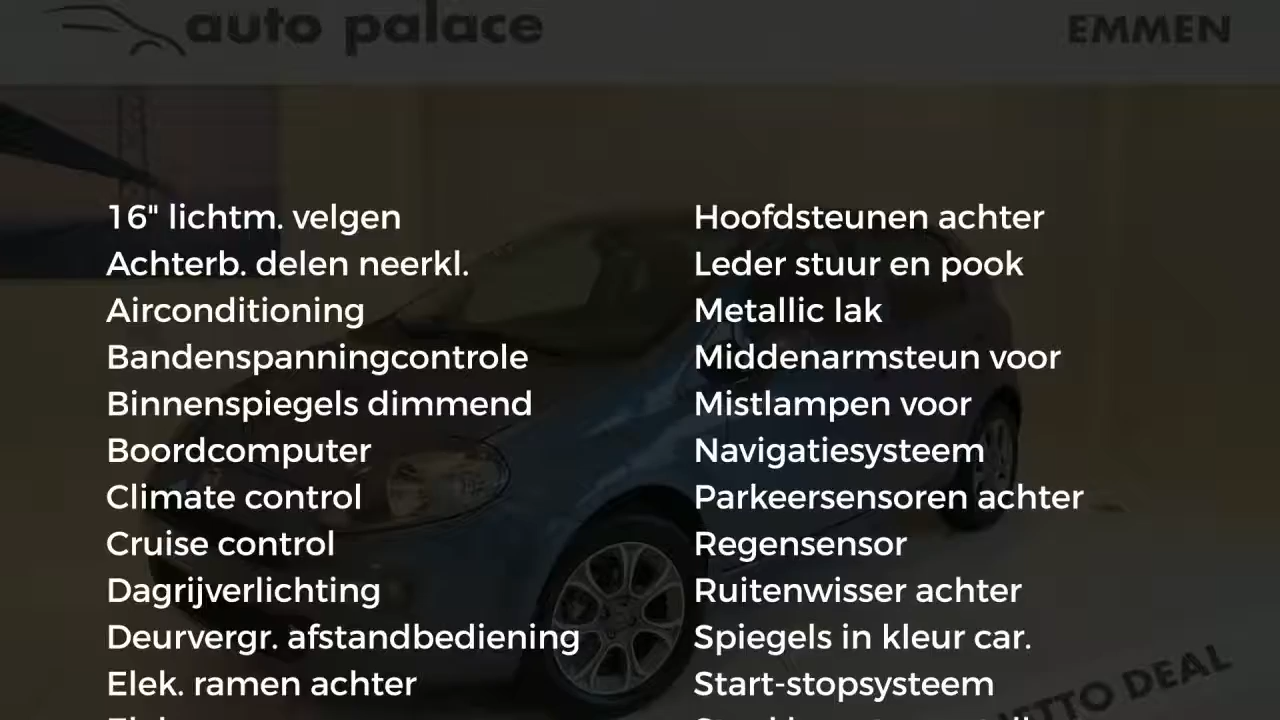 auto palace
EMMEN
16" lichtm. velgen
Achterb. delen neerkl.
Airconditioning
Bandenspanningcontrole
Binnenspiegels dimmend
Boordcomputer
Climate control
Cruise control
Dagrijverlichting
Deurvergr. afstandbediening
Elek. ramen achter
Hoofdsteunen achter
Leder stuur en pook
Metallic lak
Middenarmsteun voor
Mistlampen voor
Navigatiesysteem
Parkeersensoren achter
Regensensor
Ruitenwisser achter
Spiegels in kleur car.
Start-stopsysteem
DEAL